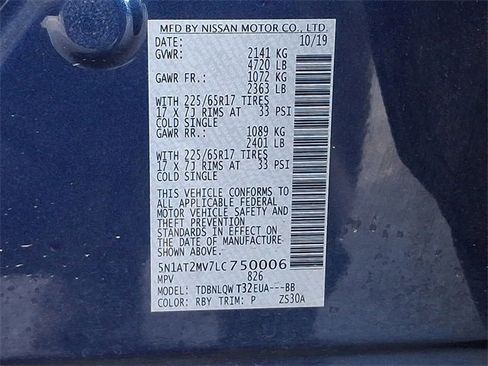 MFD BY NISSAN MOTOR CO., LTD.
DATE: 10/19
GVWR: 2141 KG
4720 LB
GAWR FR.: 1072 KG
2363 LB
WITH 225/65R17 TIRES
17 X 7J RIMS AT 33 PSI
COLD SINGLE
GAWR RR.: 1089 KG
2401 LB
WITH 225/65R17 TIRES
17 X 7J RIMS AT 33 PSI
COLD SINGLE
THIS VEHICLE CONFORMS TO
ALL APPLICABLE FEDERAL
MOTOR VEHICLE SAFETY AND
THEFT PREVENTION
STANDARDS IN EFFECT ON
THE DATE OF MANUFACTURE
SHOWN ABOVE.
5N1AT2MV7LC750006
MPV 826
MODEL: TDBNLQW T32EUA---BB
COLOR: RBY TRIM: P ZS30A